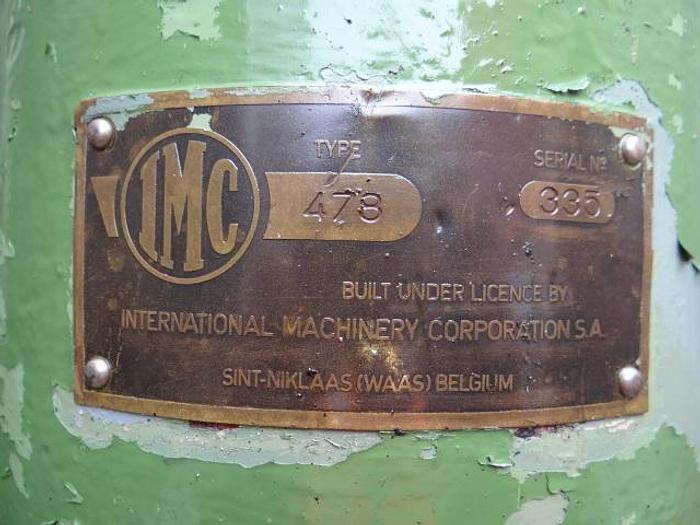 IMC
TYPE
478
SERIAL Nº
335
BUILT UNDER LICENCE BY
INTERNATIONAL MACHINERY CORPORATION S.A.
SINT-NIKLAAS (WAAS) BELGIUM